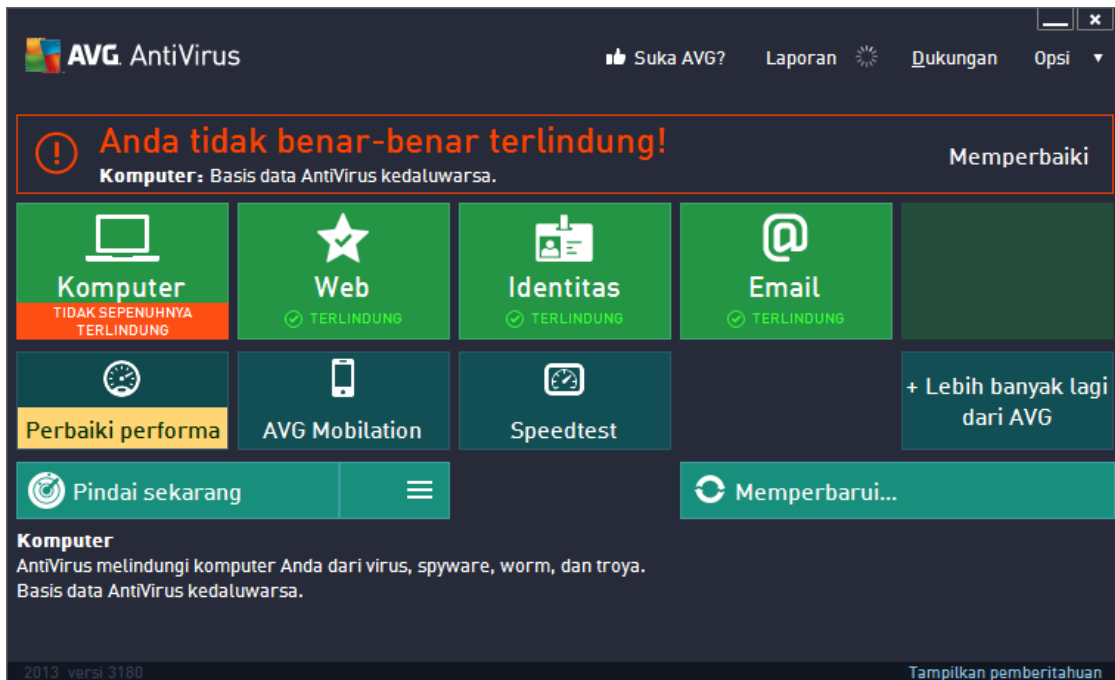 AVG. AntiVirus
Suka AVG? Laporan Dukungan Opsi
Anda tidak benar-benar terlindung!
Komputer: Basis data AntiVirus kedaluwarsa.
Memperbaiki
Komputer
TIDAK SEPENUHNYA
TERLINDUNG
Web
TERLINDUNG
Identitas
TERLINDUNG
Email
TERLINDUNG
Perbaiki performa
AVG Mobilation
Speedtest
+ Lebih banyak lagi
dari AVG
Pindai sekarang
Memperbarui...
Komputer
AntiVirus melindungi komputer Anda dari virus, spyware, worm, dan troya.
Basis data AntiVirus kedaluwarsa.
2013 versi 3180
Tampilkan pemberitahuan